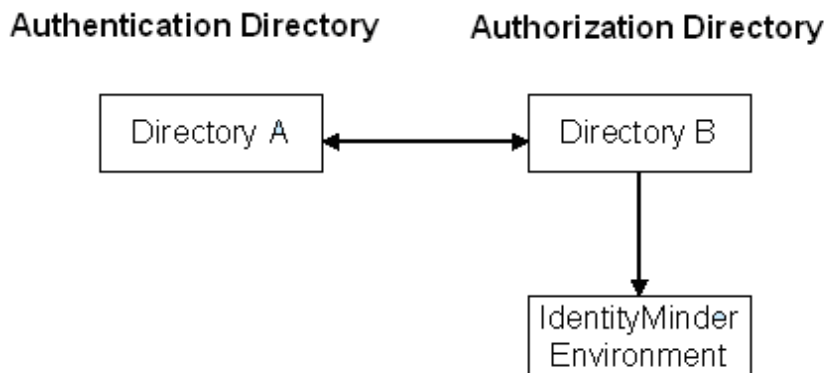 Authentication Directory
Authorization Directory
Directory A
Directory B
IdentityMinder
Environment